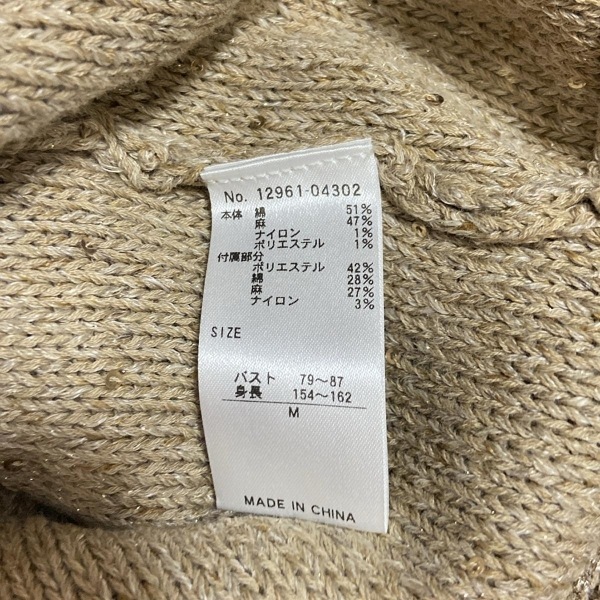 No. 12961-04302
本体 綿 51%
麻 47%
ナイロン 1%
ポリエステル 1%
付属部分
ポリエステル 42%
綿 28%
麻 27%
ナイロン 3%
SIZE
バスト 79〜87
身長 154〜162
M
MADE IN CHINA